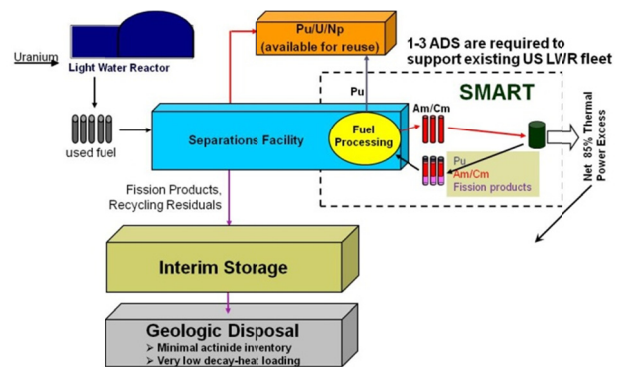 Pu/U/Np
(available for reuse)
1-3 ADS are required to
support existing US LWR fleet
Uranium
Light Water Reactor
Pu
SMART
Am/Cm
used fuel
Separations Facility
Fuel
Processing
Pu
Am/Cm
Fission products
Net 85% Thermal
Power Excess
Fission Products,
Recycling Residuals
Interim Storage
Geologic Disposal
➢ Minimal actinide inventory
➢ Very low decay-heat loading